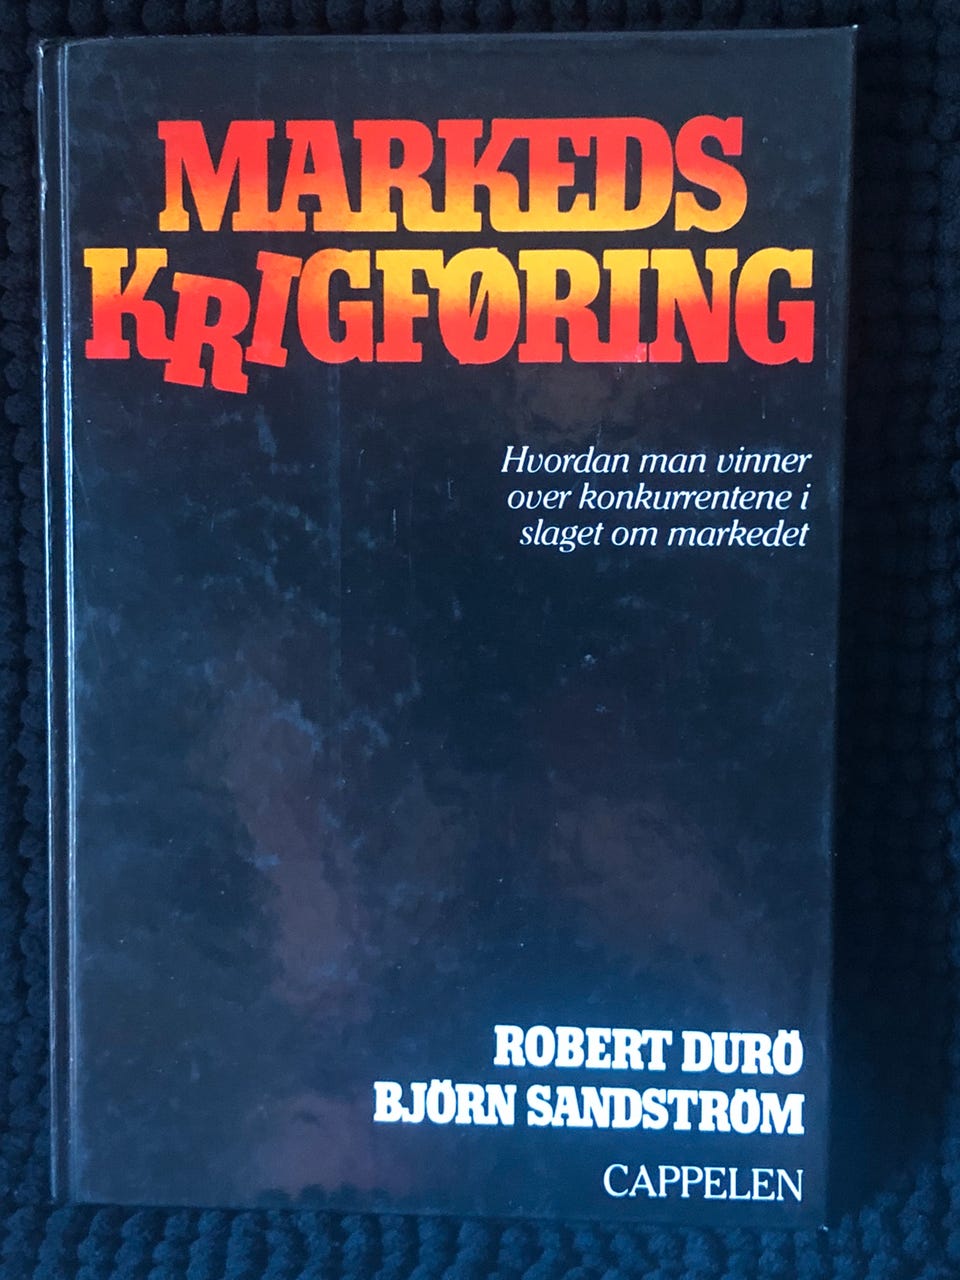 MARKEDS
KRIGFØRING
Hvordan man vinner
over konkurrentene i
slaget om markedet
ROBERT DURÖ
BJÖRN SANDSTRÖM
CAPPELEN